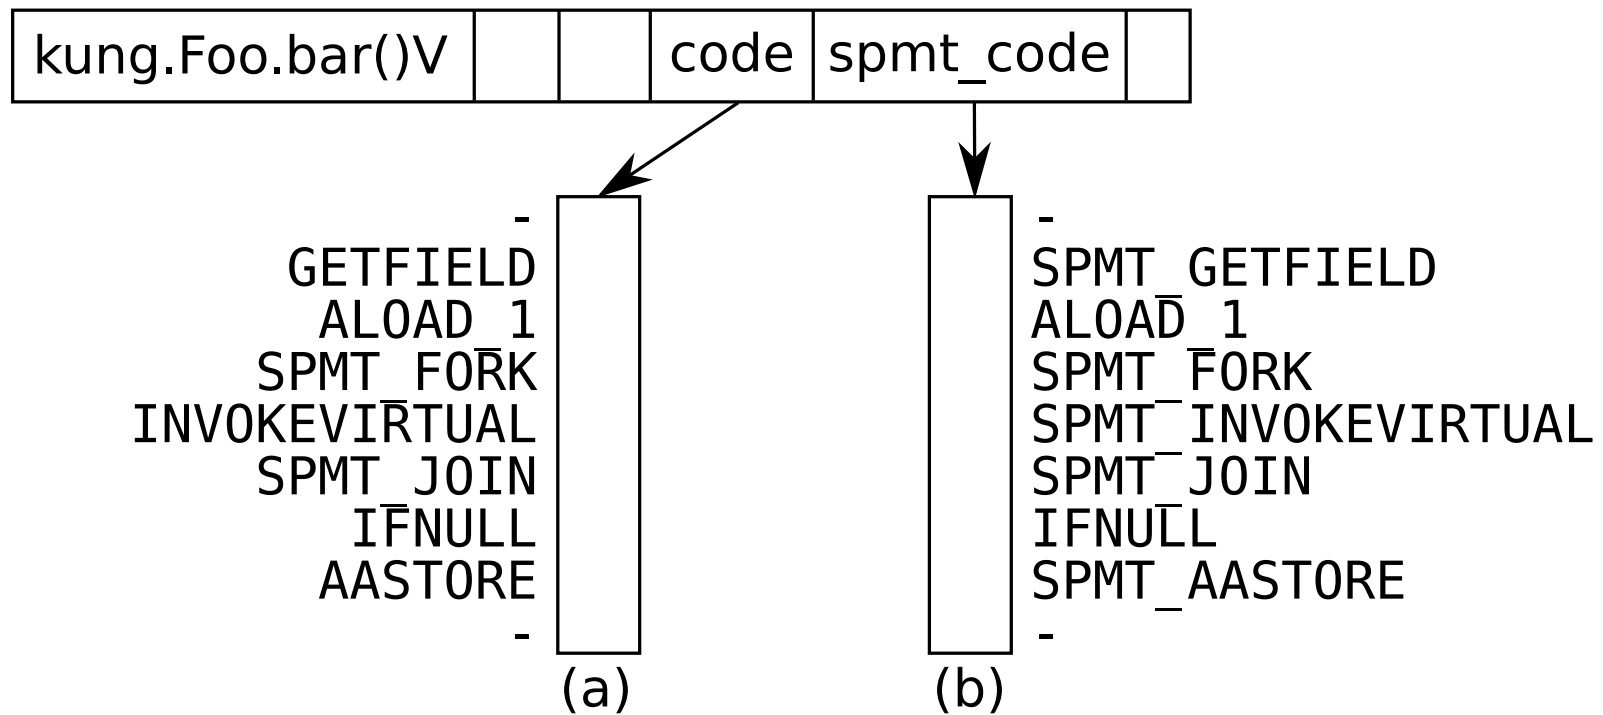 kung.Foo.bar()V code spmt_code
-
GETFIELD
ALOAD_1
SPMT_FORK
INVOKEVIRTUAL
SPMT_JOIN
IFNULL
AASTORE
-
(a)
-
SPMT_GETFIELD
ALOAD_1
SPMT_FORK
SPMT_INVOKEVIRTUAL
SPMT_JOIN
IFNULL
SPMT_AASTORE
-
(b)